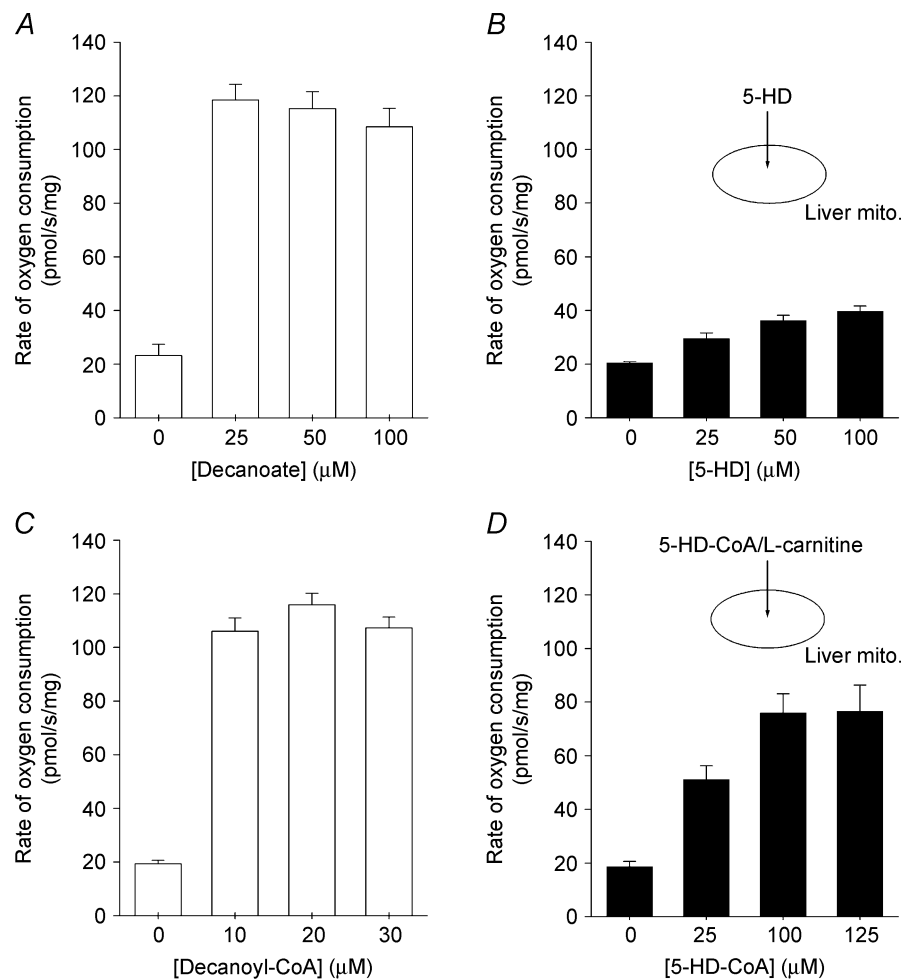 A
Rate of oxygen consumption
(pmol/s/mg)
140
120
100
80
60
40
20
0
0 25 50 100
[Decanoate] (μM)
B
Rate of oxygen consumption
(pmol/s/mg)
140
120
100
80
60
40
20
0
5-HD
Liver mito.
0 25 50 100
[5-HD] (μM)
C
Rate of oxygen consumption
(pmol/s/mg)
140
120
100
80
60
40
20
0
0 10 20 30
[Decanoyl-CoA] (μM)
D
Rate of oxygen consumption
(pmol/s/mg)
140
120
100
80
60
40
20
0
5-HD-CoA/L-carnitine
Liver mito.
0 25 100 125
[5-HD-CoA] (μM)